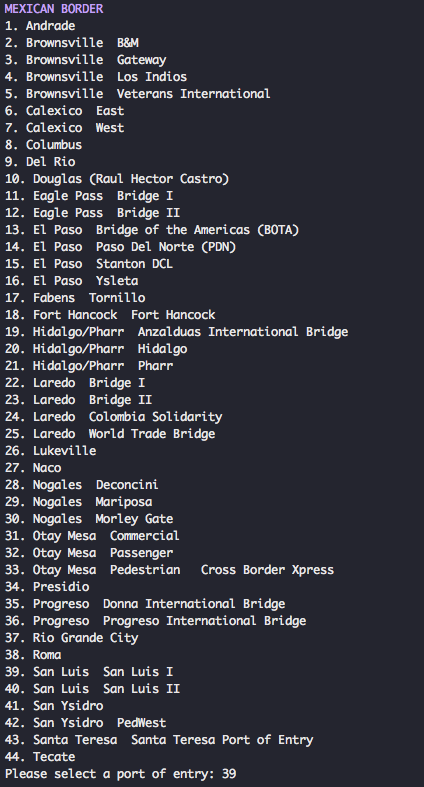 MEXICAN BORDER
1. Andrade
2. Brownsville  B&M
3. Brownsville  Gateway
4. Brownsville  Los Indios
5. Brownsville  Veterans International
6. Calexico  East
7. Calexico  West
8. Columbus
9. Del Rio
10. Douglas (Raul Hector Castro)
11. Eagle Pass  Bridge I
12. Eagle Pass  Bridge II
13. El Paso  Bridge of the Americas (BOTA)
14. El Paso  Paso Del Norte (PDN)
15. El Paso  Stanton DCL
16. El Paso  Ysleta
17. Fabens  Tornillo
18. Fort Hancock  Fort Hancock
19. Hidalgo/Pharr  Anzalduas International Bridge
20. Hidalgo/Pharr  Hidalgo
21. Hidalgo/Pharr  Pharr
22. Laredo  Bridge I
23. Laredo  Bridge II
24. Laredo  Colombia Solidarity
25. Laredo  World Trade Bridge
26. Lukeville
27. Naco
28. Nogales  Deconcini
29. Nogales  Mariposa
30. Nogales  Morley Gate
31. Otay Mesa  Commercial
32. Otay Mesa  Passenger
33. Otay Mesa  Pedestrian   Cross Border Xpress
34. Presidio
35. Progreso  Donna International Bridge
36. Progreso  Progreso International Bridge
37. Rio Grande City
38. Roma
39. San Luis  San Luis I
40. San Luis  San Luis II
41. San Ysidro
42. San Ysidro  PedWest
43. Santa Teresa  Santa Teresa Port of Entry
44. Tecate
Please select a port of entry: 39